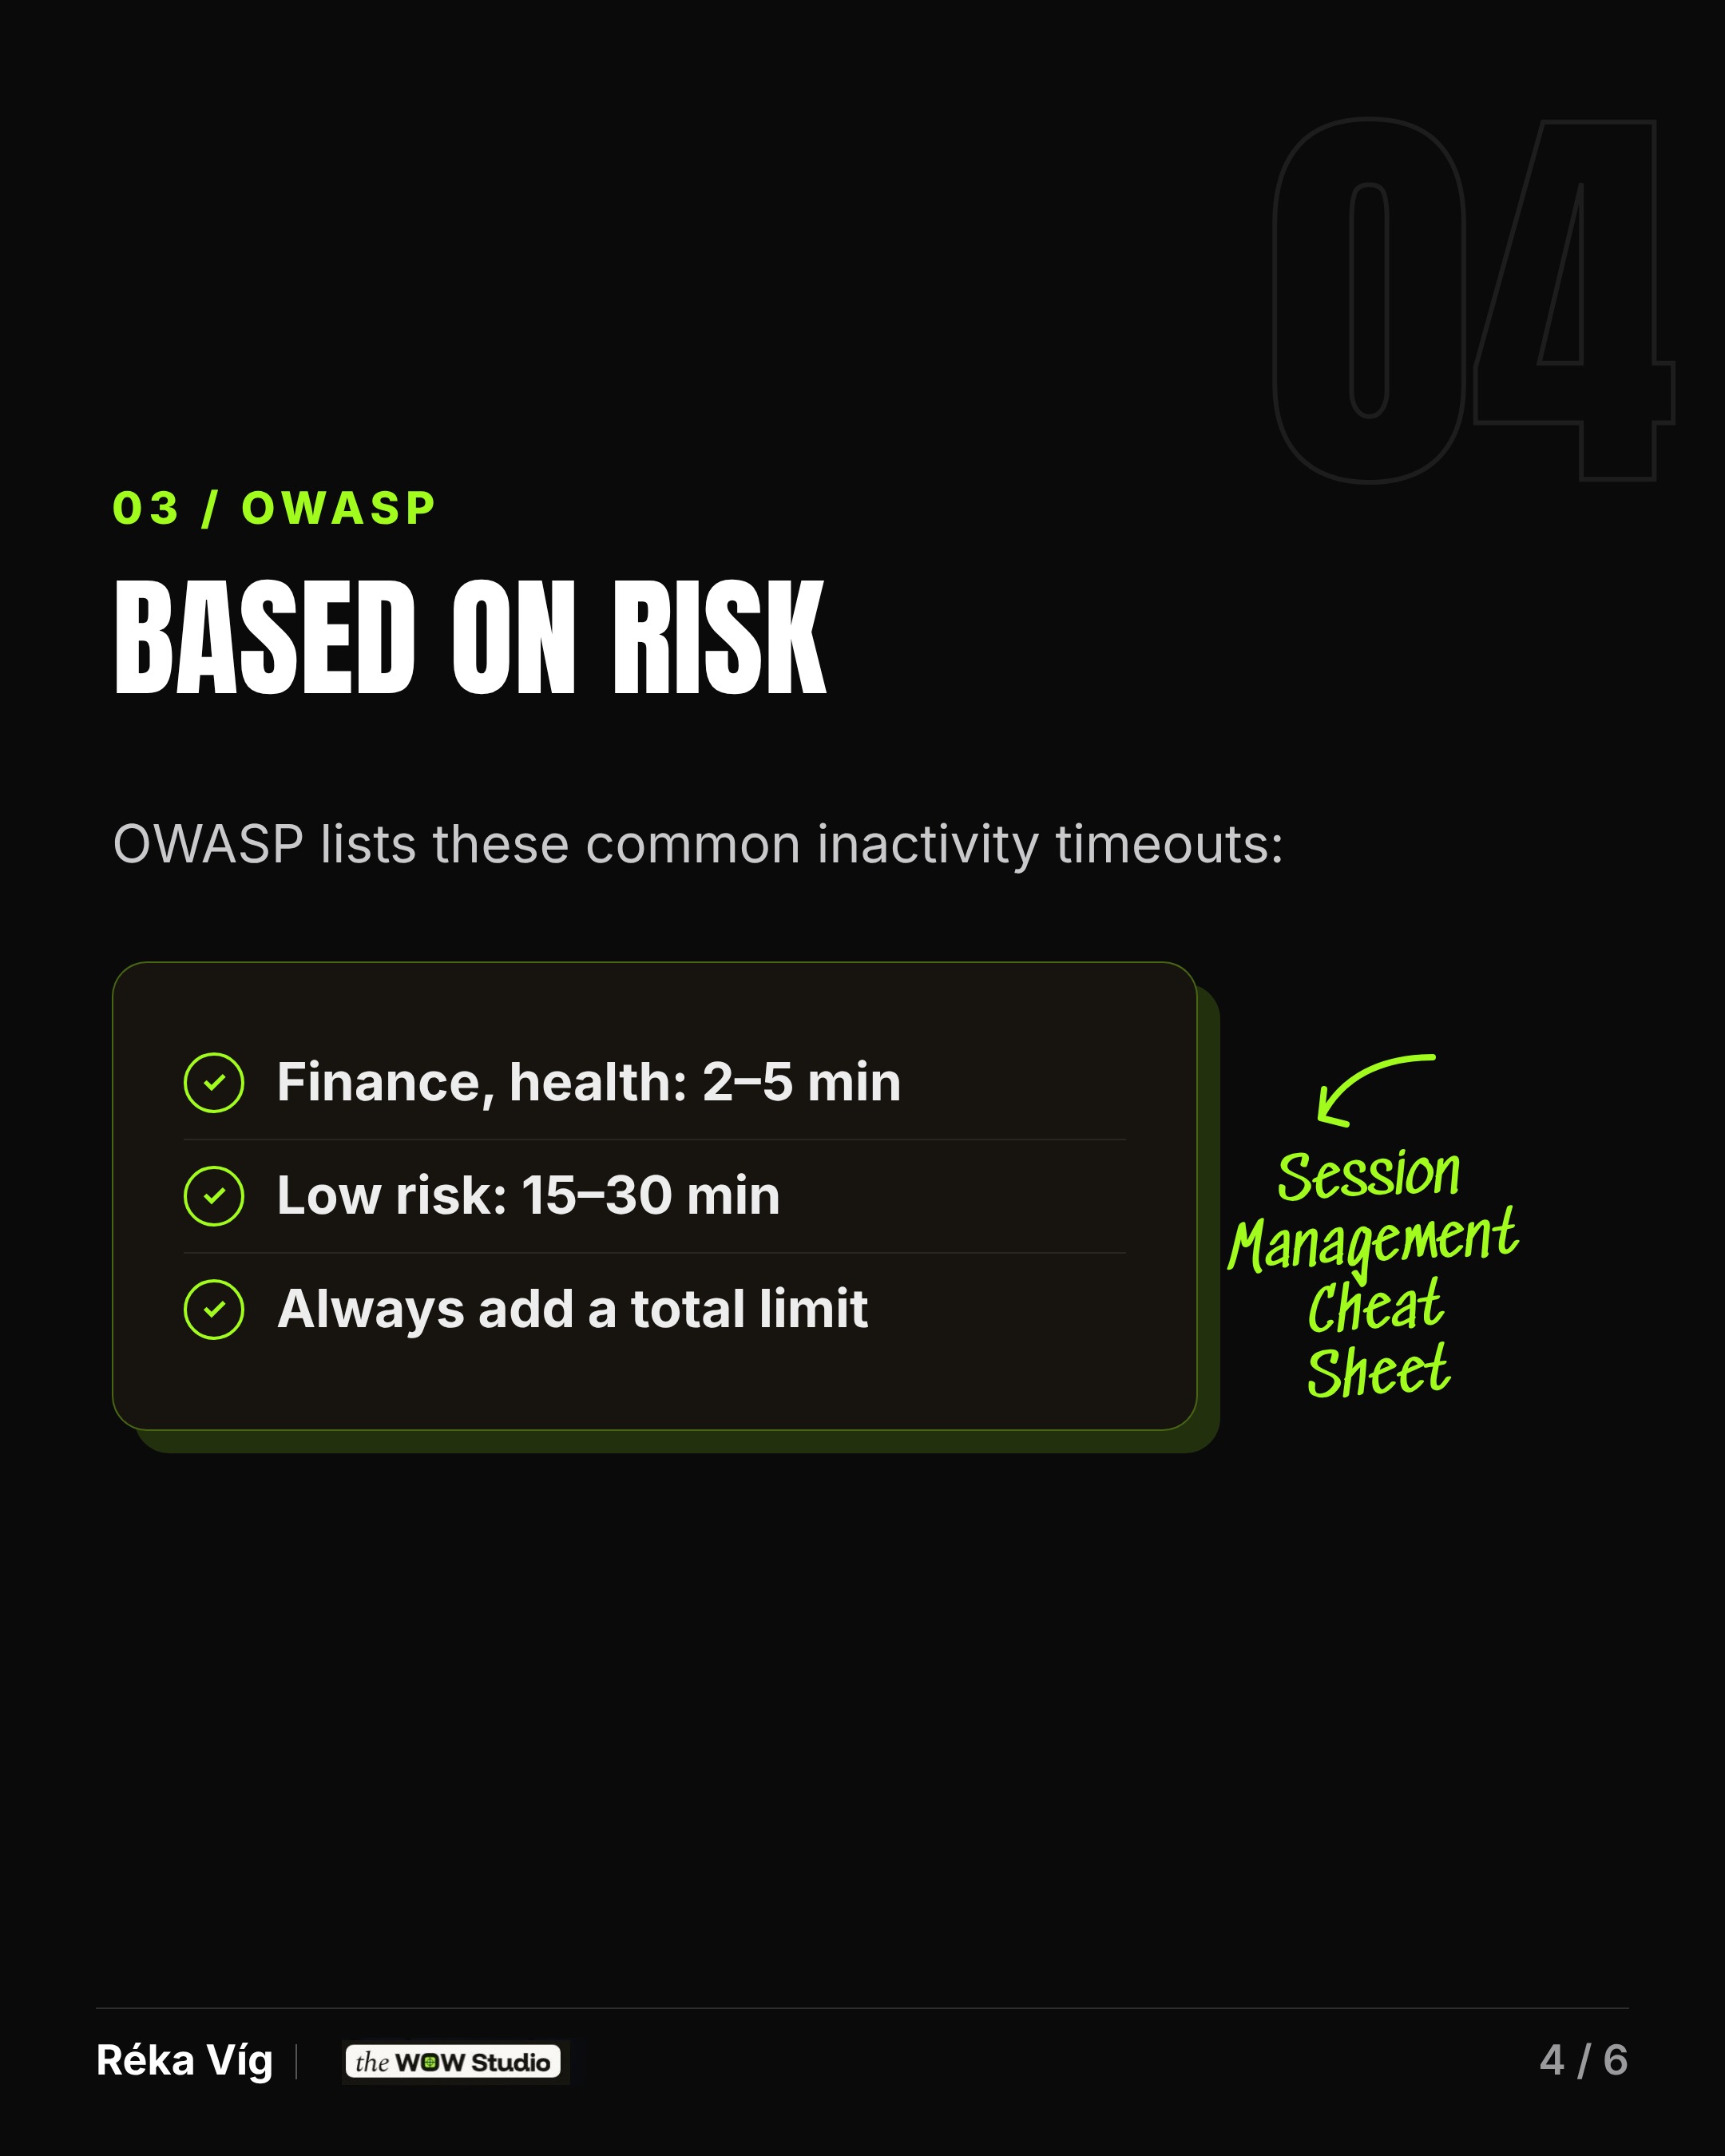 04
03 / OWASP
BASED ON RISK
OWASP lists these common inactivity timeouts:
Finance, health: 2–5 min
Low risk: 15–30 min
Always add a total limit
Session
Management
Cheat
Sheet
Réka Víg
the WOW Studio
4 / 6